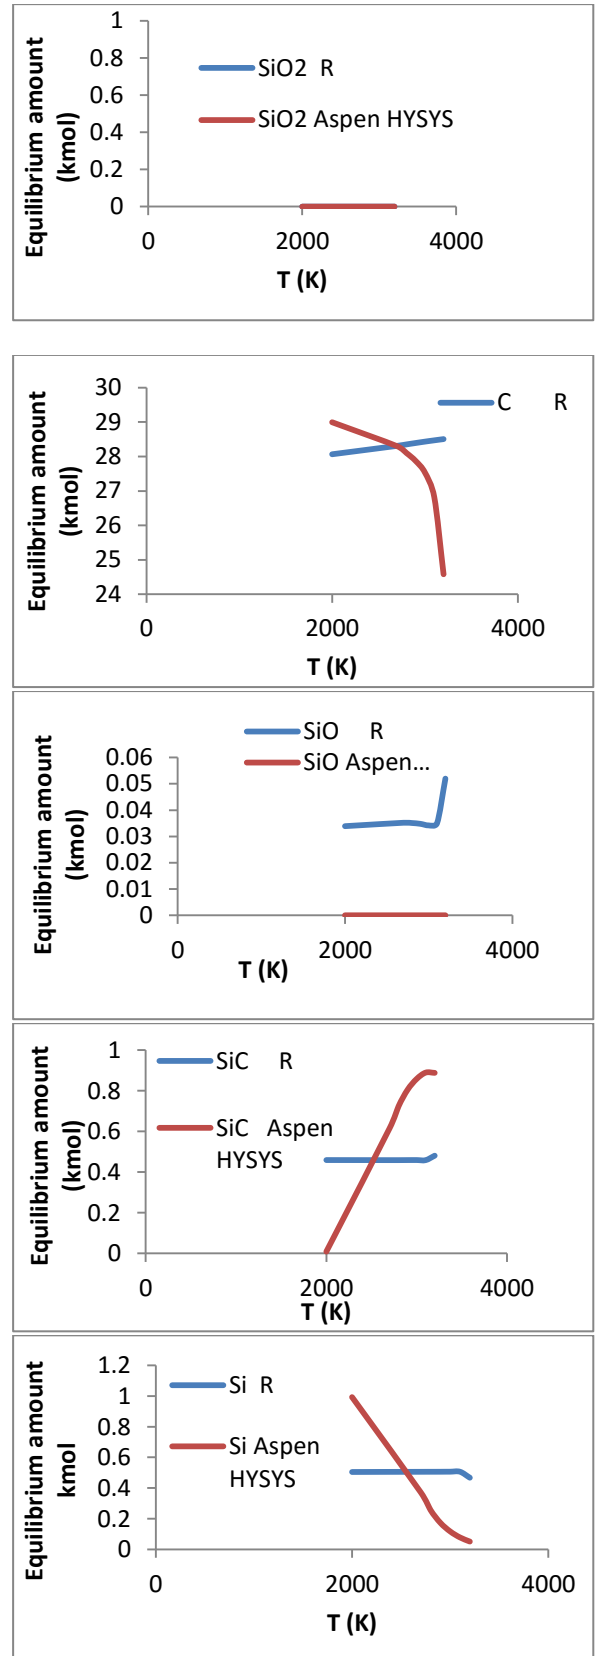 1
0.8
0.6
0.4
0.2
0
0
2000
4000
Equilibrium amount
(kmol)
T (K)
SiO2 R
SiO2 Aspen HYSYS
30
29
28
27
26
25
24
0
2000
4000
Equilibrium amount
(kmol)
T (K)
C R
SiO R
SiO Aspen...
0.06
0.05
0.04
0.03
0.02
0.01
0
0
2000
4000
Equilibrium amount
(kmol)
T (K)
1
0.8
0.6
0.4
0.2
0
0
2000
4000
Equilibrium amount
(kmol)
T (K)
SiC R
SiC Aspen
HYSYS
1.2
1
0.8
0.6
0.4
0.2
0
0
2000
4000
Equilibrium amount
kmol
T (K)
Si R
Si Aspen
HYSYS